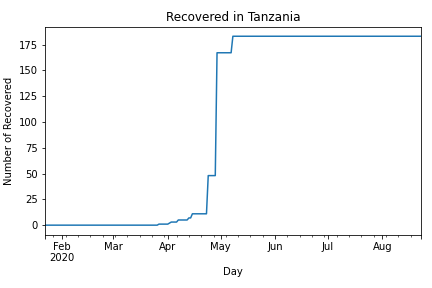 Recovered in Tanzania
Number of Recovered
175
150
125
100
75
50
25
0
Feb
2020
Mar
Apr
May
Jun
Jul
Aug
Day